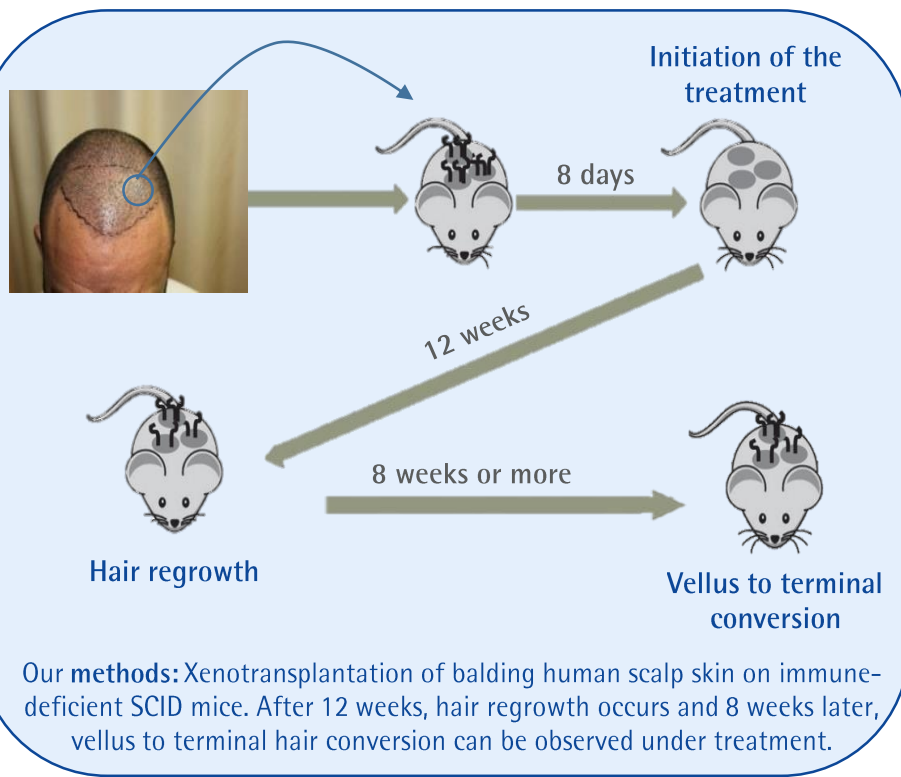 Initiation of the
treatment
8 days
12 weeks
8 weeks or more
Hair regrowth
Vellus to terminal
conversion
Our methods: Xenotransplantation of balding human scalp skin on immune-
deficient SCID mice. After 12 weeks, hair regrowth occurs and 8 weeks later,
vellus to terminal hair conversion can be observed under treatment.